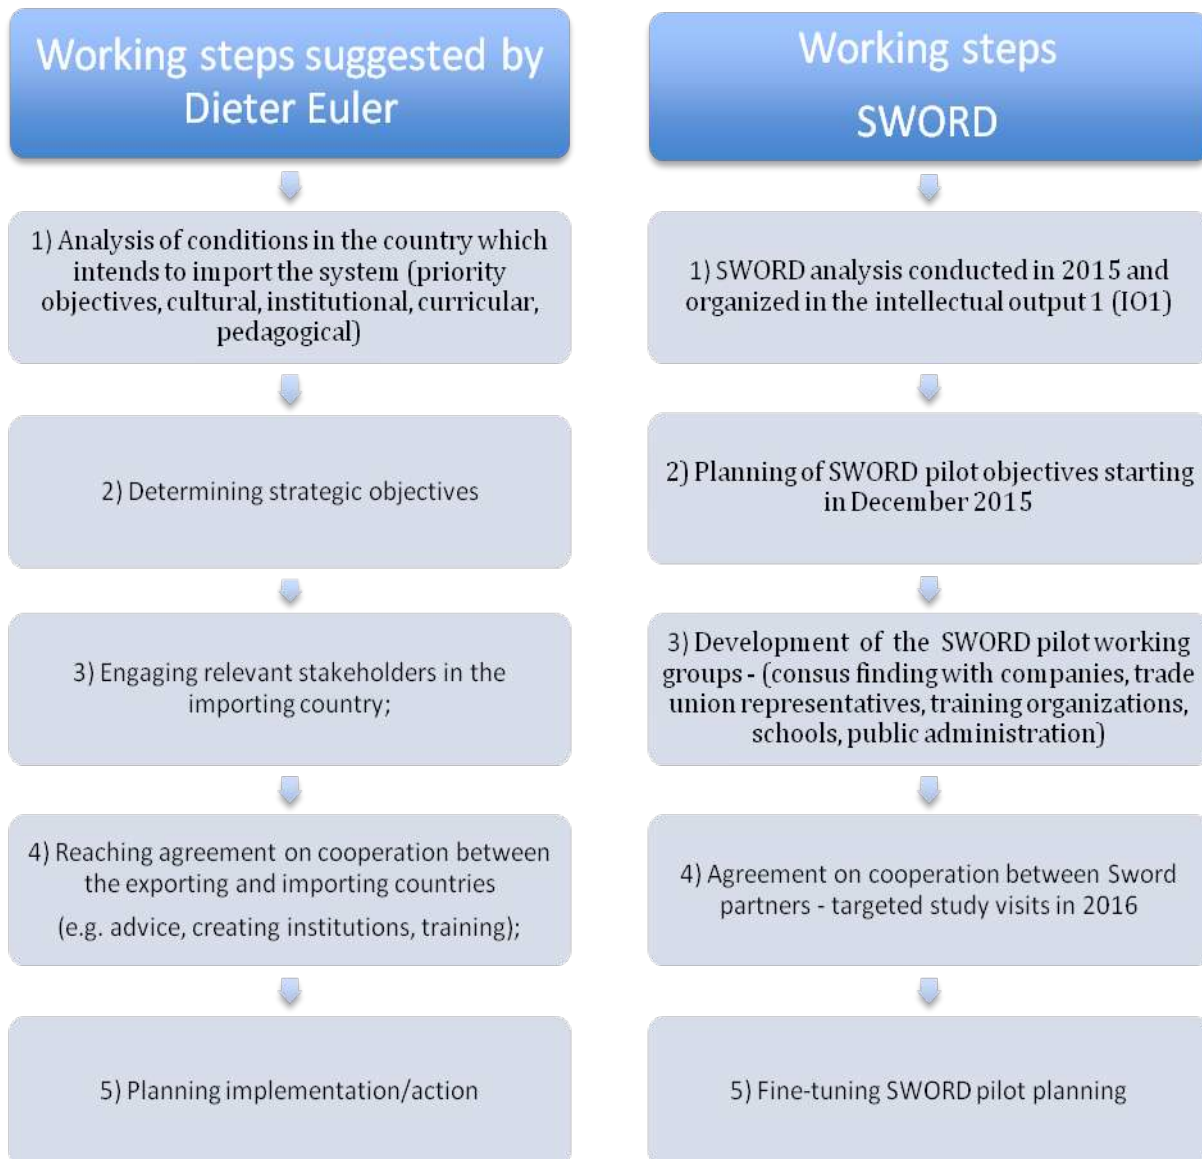 Working steps suggested by
Dieter Euler
1) Analysis of conditions in the country which
intends to import the system (priority
objectives, cultural, institutional, curricular,
pedagogical)
2) Determining strategic objectives
3) Engaging relevant stakeholders in the
importing country;
4) Reaching agreement on cooperation between
the exporting and importing countries
(e.g. advice, creating institutions, training);
5) Planning implementation/action
Working steps
SWORD
1) SWORD analysis conducted in 2015 and
organized in the intellectual output 1 (IO1)
2) Planning of SWORD pilot objectives starting
in December 2015
3) Development of the SWORD pilot working
groups - (consus finding with companies, trade
union representatives, training organizations,
schools, public administration)
4) Agreement on cooperation between Sword
partners - targeted study visits in 2016
5) Fine-tuning SWORD pilot planning